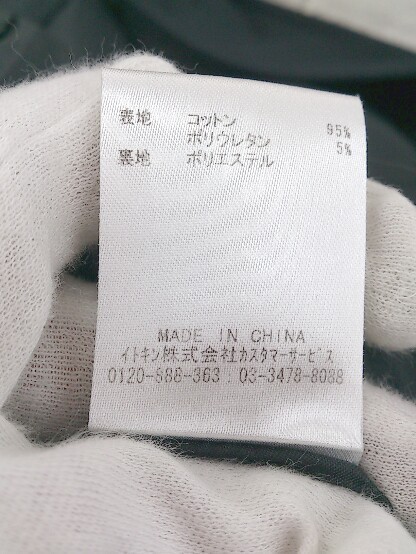 表地 コットン 95%
ポリウレタン 5%
裏地 ポリエステル
MADE IN CHINA
イトキン株式会社カスタマーサービス
0120-888-363 03-3478-8088